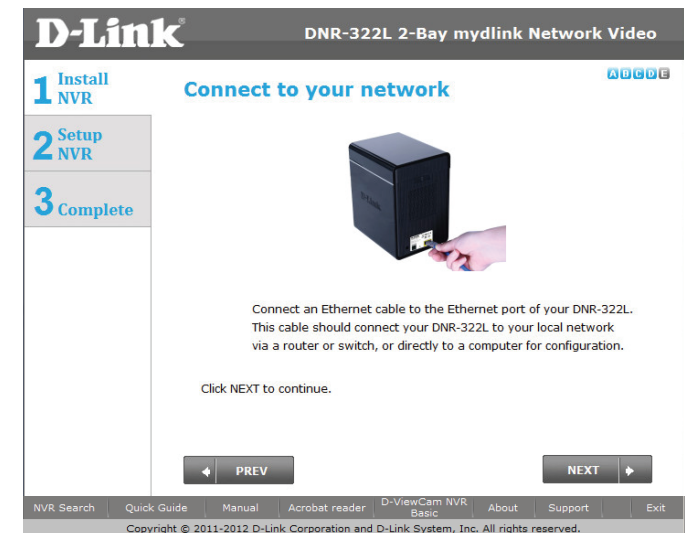 D-Link®
DNR-322L 2-Bay mydlink Network Video
1 Install NVR
2 Setup NVR
3 Complete
A B C D E
Connect to your network
D-Link
Connect an Ethernet cable to the Ethernet port of your DNR-322L.
This cable should connect your DNR-322L to your local network
via a router or switch, or directly to a computer for configuration.
Click NEXT to continue.
PREV
NEXT
NVR Search
Quick Guide
Manual
Acrobat reader
D-ViewCam NVR
Basic
About
Support
Exit
Copyright © 2011-2012 D-Link Corporation and D-Link System, Inc. All rights reserved.